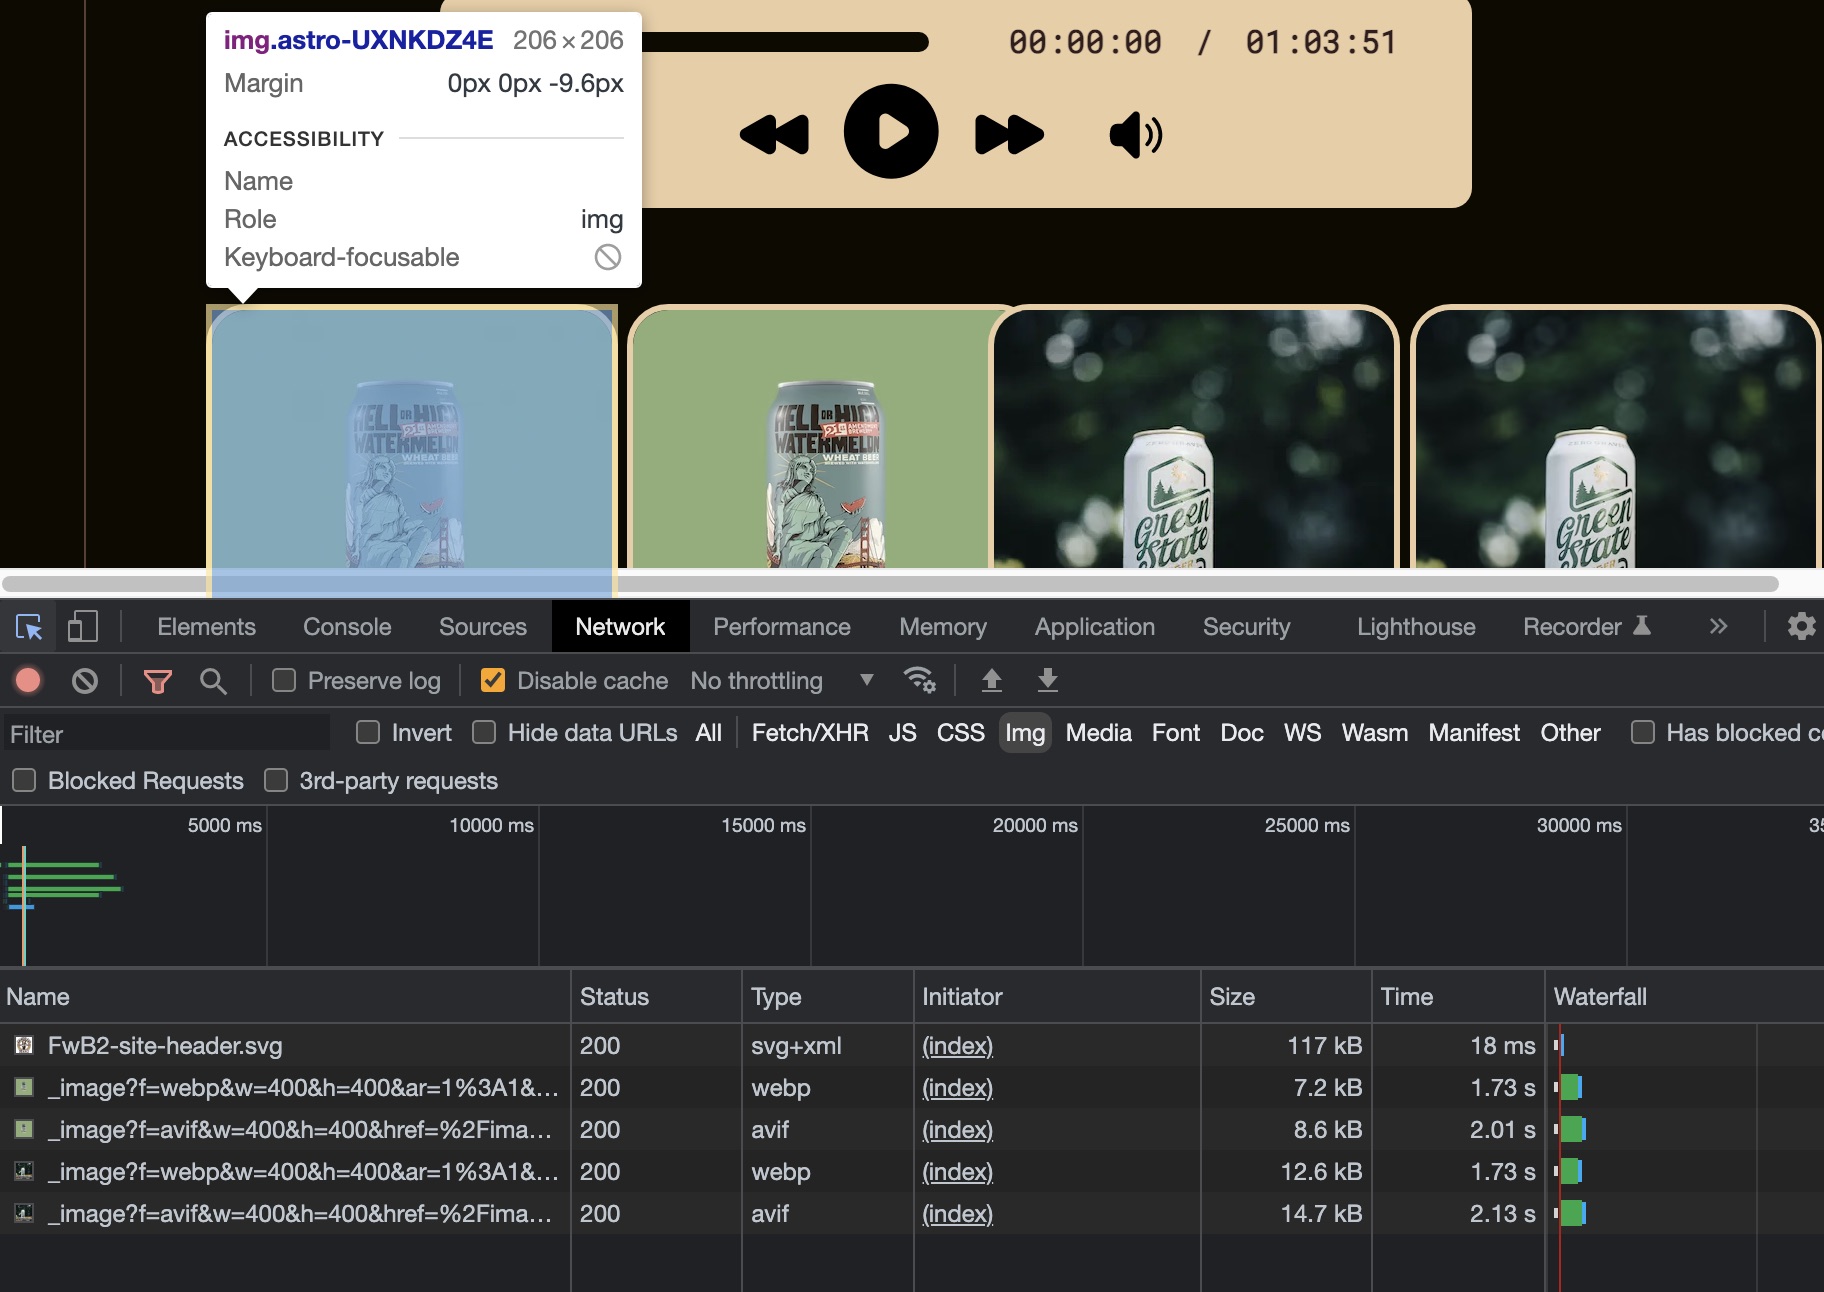 img.astro-UXNKDZ4E 206×206
Margin 0px 0px -9.6px
ACCESSIBILITY
Name
Role img
Keyboard-focusable
00:00:00 / 01:03:51
HELL OR HIGH WATERMELON
WHEAT BEER
HELL OR HIGH WATERMELON
WHEAT BEER
Green State
Green State
Elements Console Sources Network Performance Memory Application Security Lighthouse Recorder
Preserve log Disable cache No throttling
Filter Invert Hide data URLs All Fetch/XHR JS CSS Img Media Font Doc WS Wasm Manifest Other Has blocked c
Blocked Requests 3rd-party requests
5000 ms 10000 ms 15000 ms 20000 ms 25000 ms 30000 ms 35
Name Status Type Initiator Size Time Waterfall
FwB2-site-header.svg 200 svg+xml (index) 117 kB 18 ms
_image?f=webp&w=400&h=400&ar=1%3A1&… 200 webp (index) 7.2 kB 1.73 s
_image?f=avif&w=400&h=400&href=%2Fima… 200 avif (index) 8.6 kB 2.01 s
_image?f=webp&w=400&h=400&ar=1%3A1&… 200 webp (index) 12.6 kB 1.73 s
_image?f=avif&w=400&h=400&href=%2Fima… 200 avif (index) 14.7 kB 2.13 s